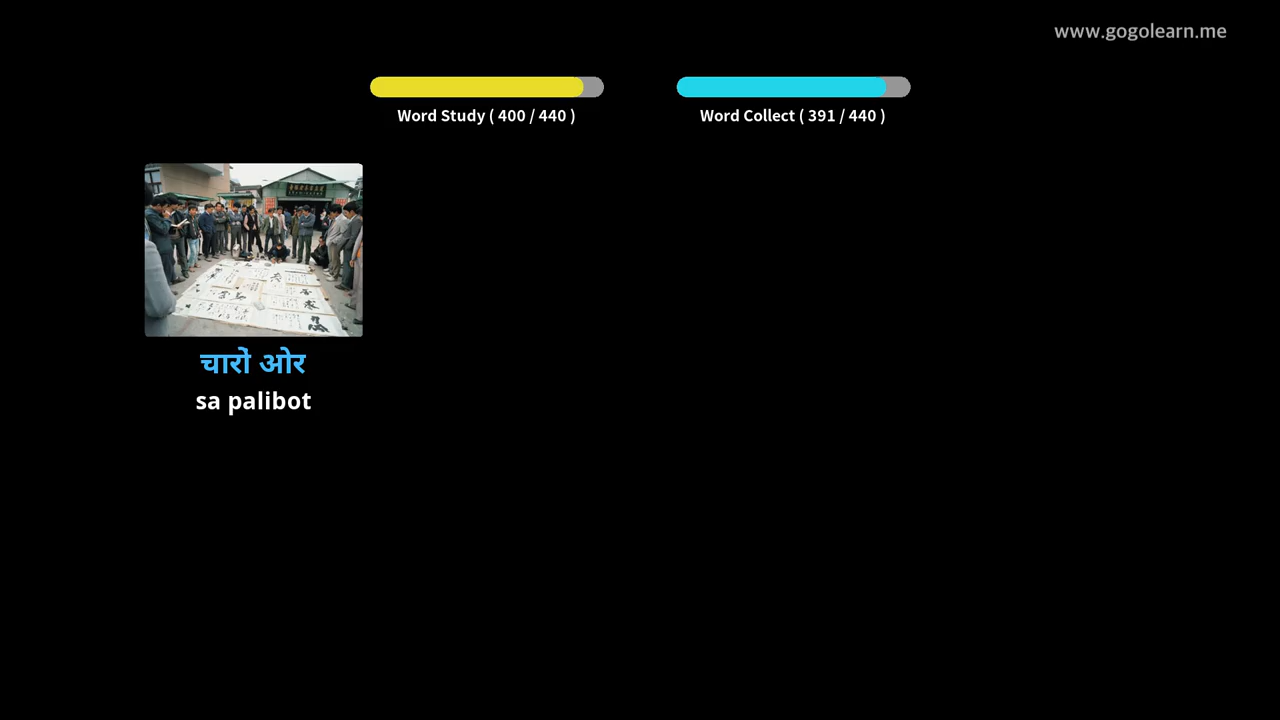 www.gogolearn.me
Word Study ( 400 / 440 )
Word Collect ( 391 / 440 )
चारों ओर
sa palibot